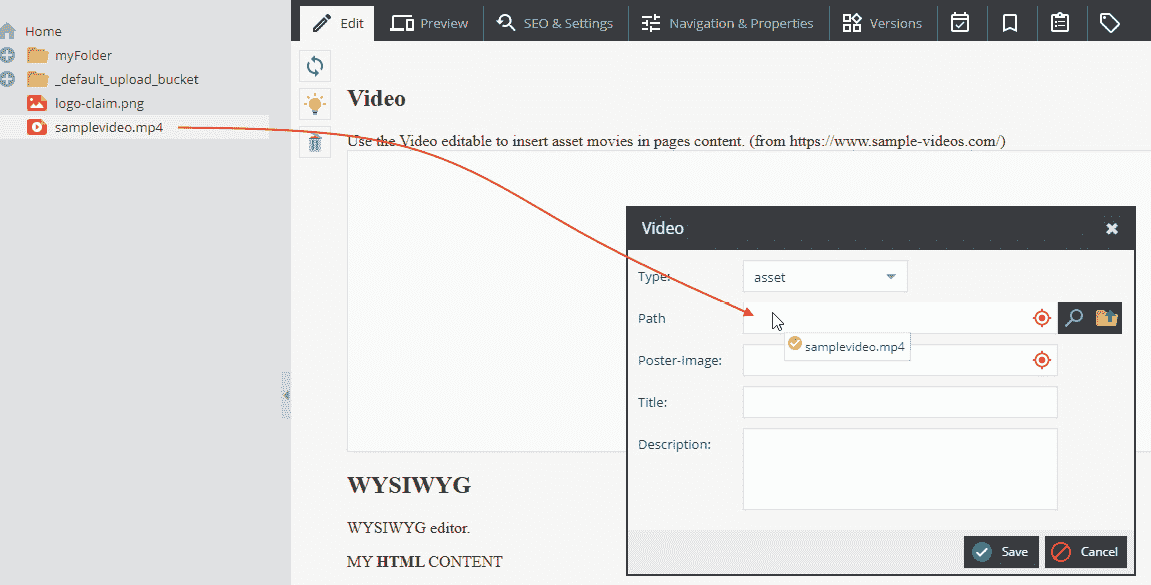 Home
myFolder
_default_upload_bucket
logo-claim.png
samplevideo.mp4
Edit
Preview
SEO & Settings
Navigation & Properties
Versions
Video
Use the Video editable to insert asset movies in pages content. (from https://www.sample-videos.com/)
Video
Type:
asset
Path
samplevideo.mp4
Poster-image:
Title:
Description:
Save
Cancel
WYSIWYG
WYSIWYG editor.
MY HTML CONTENT